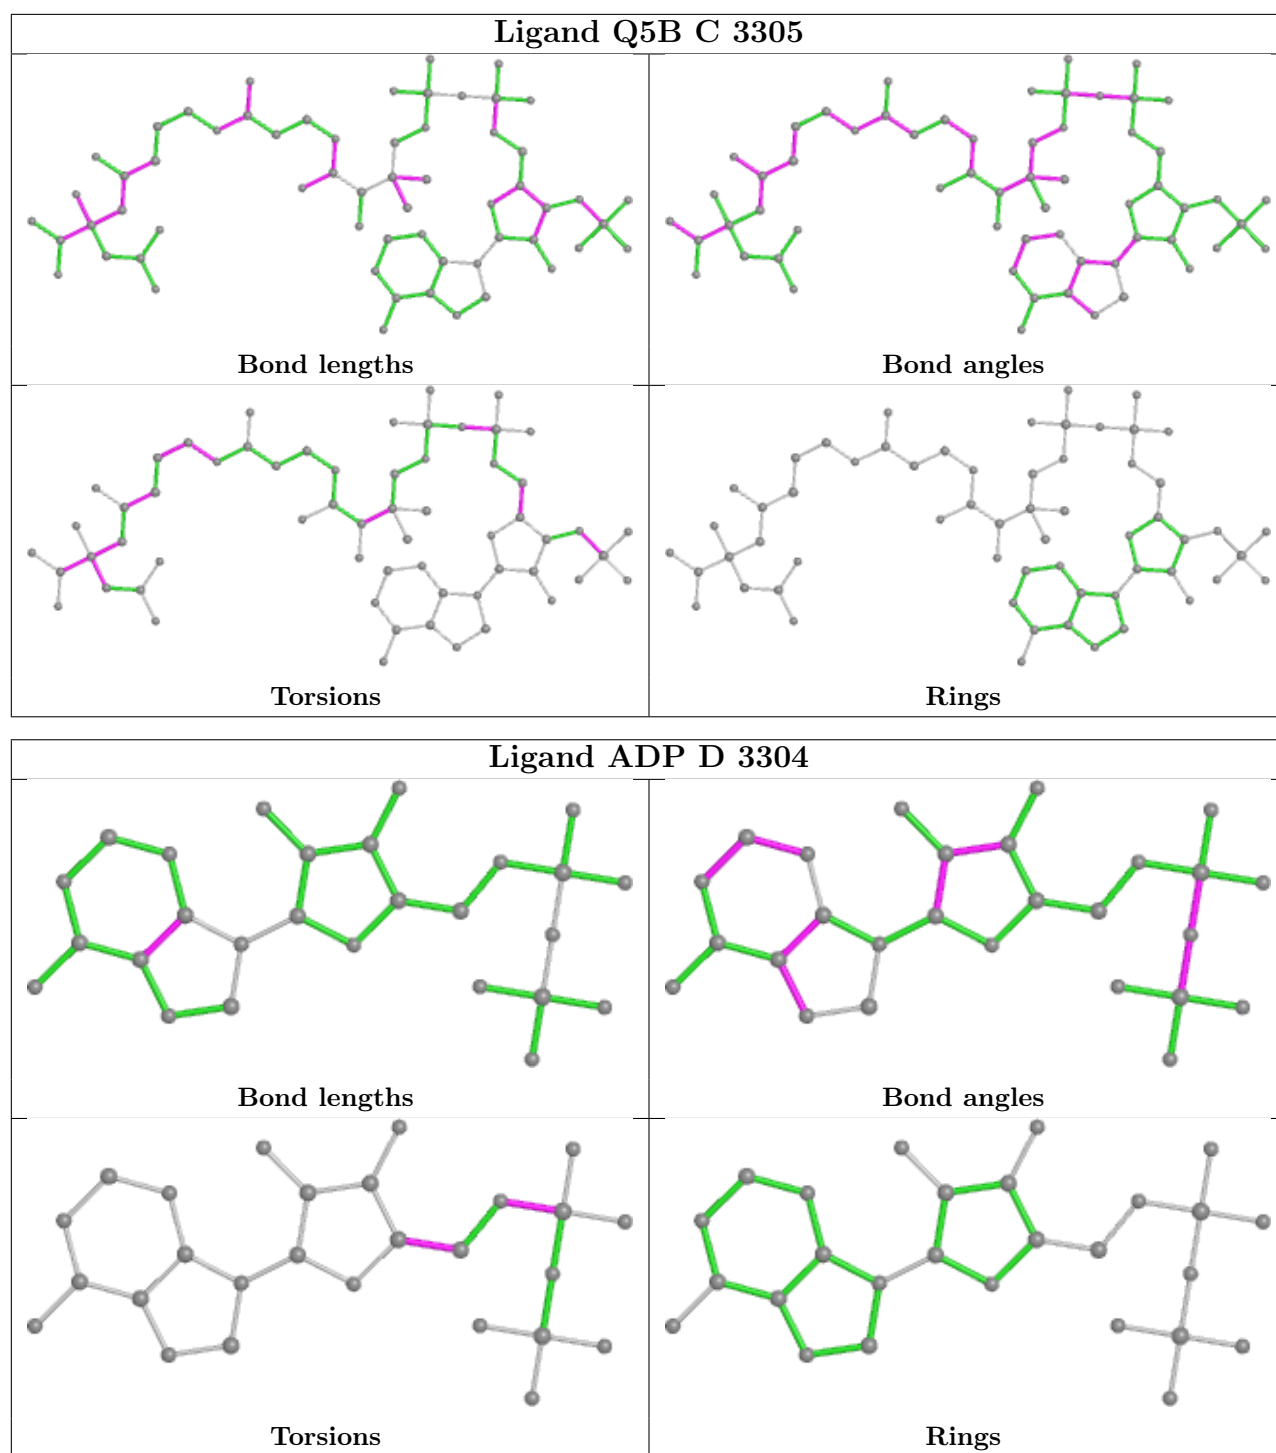 Ligand Q5B C 3305
Bond lengths
Bond angles
Torsions
Rings
Ligand ADP D 3304
Bond lengths
Bond angles
Torsions
Rings